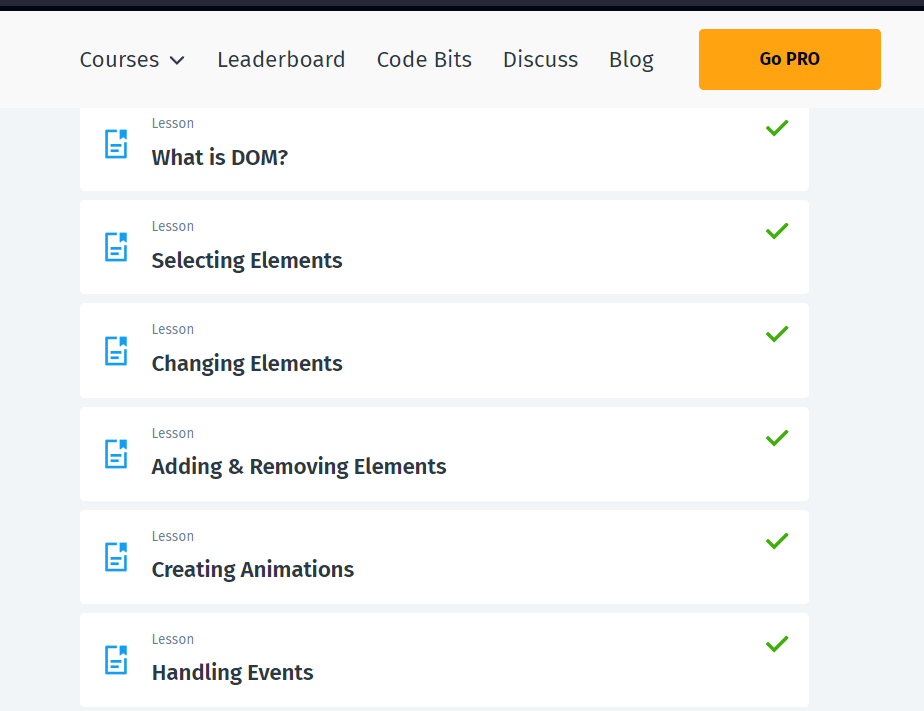 Courses Leaderboard Code Bits Discuss Blog Go PRO
Lesson
What is DOM?
Lesson
Selecting Elements
Lesson
Changing Elements
Lesson
Adding & Removing Elements
Lesson
Creating Animations
Lesson
Handling Events